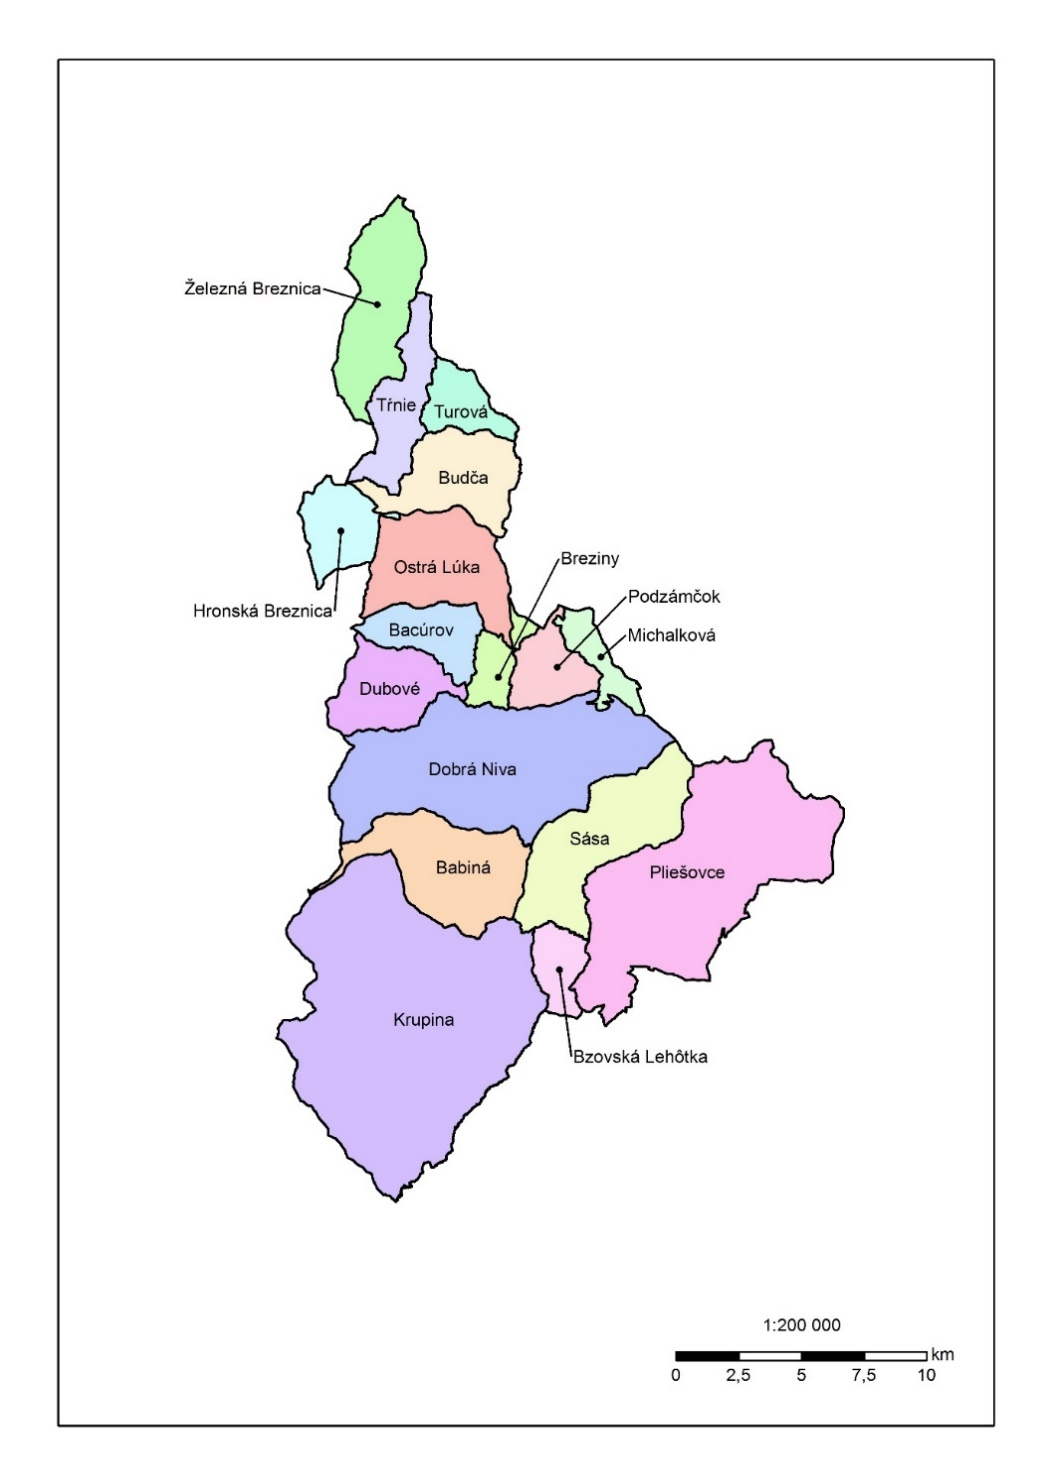 Železná Breznica
Tŕnie
Turová
Budča
Ostrá Lúka
Breziny
Podzámčok
Hronská Breznica
Bacúrov
Michalková
Dubové
Dobrá Niva
Sása
Babiná
Pliešovce
Krupina
Bzovská Lehôtka
1:200 000
km
0 2,5 5 7,5 10